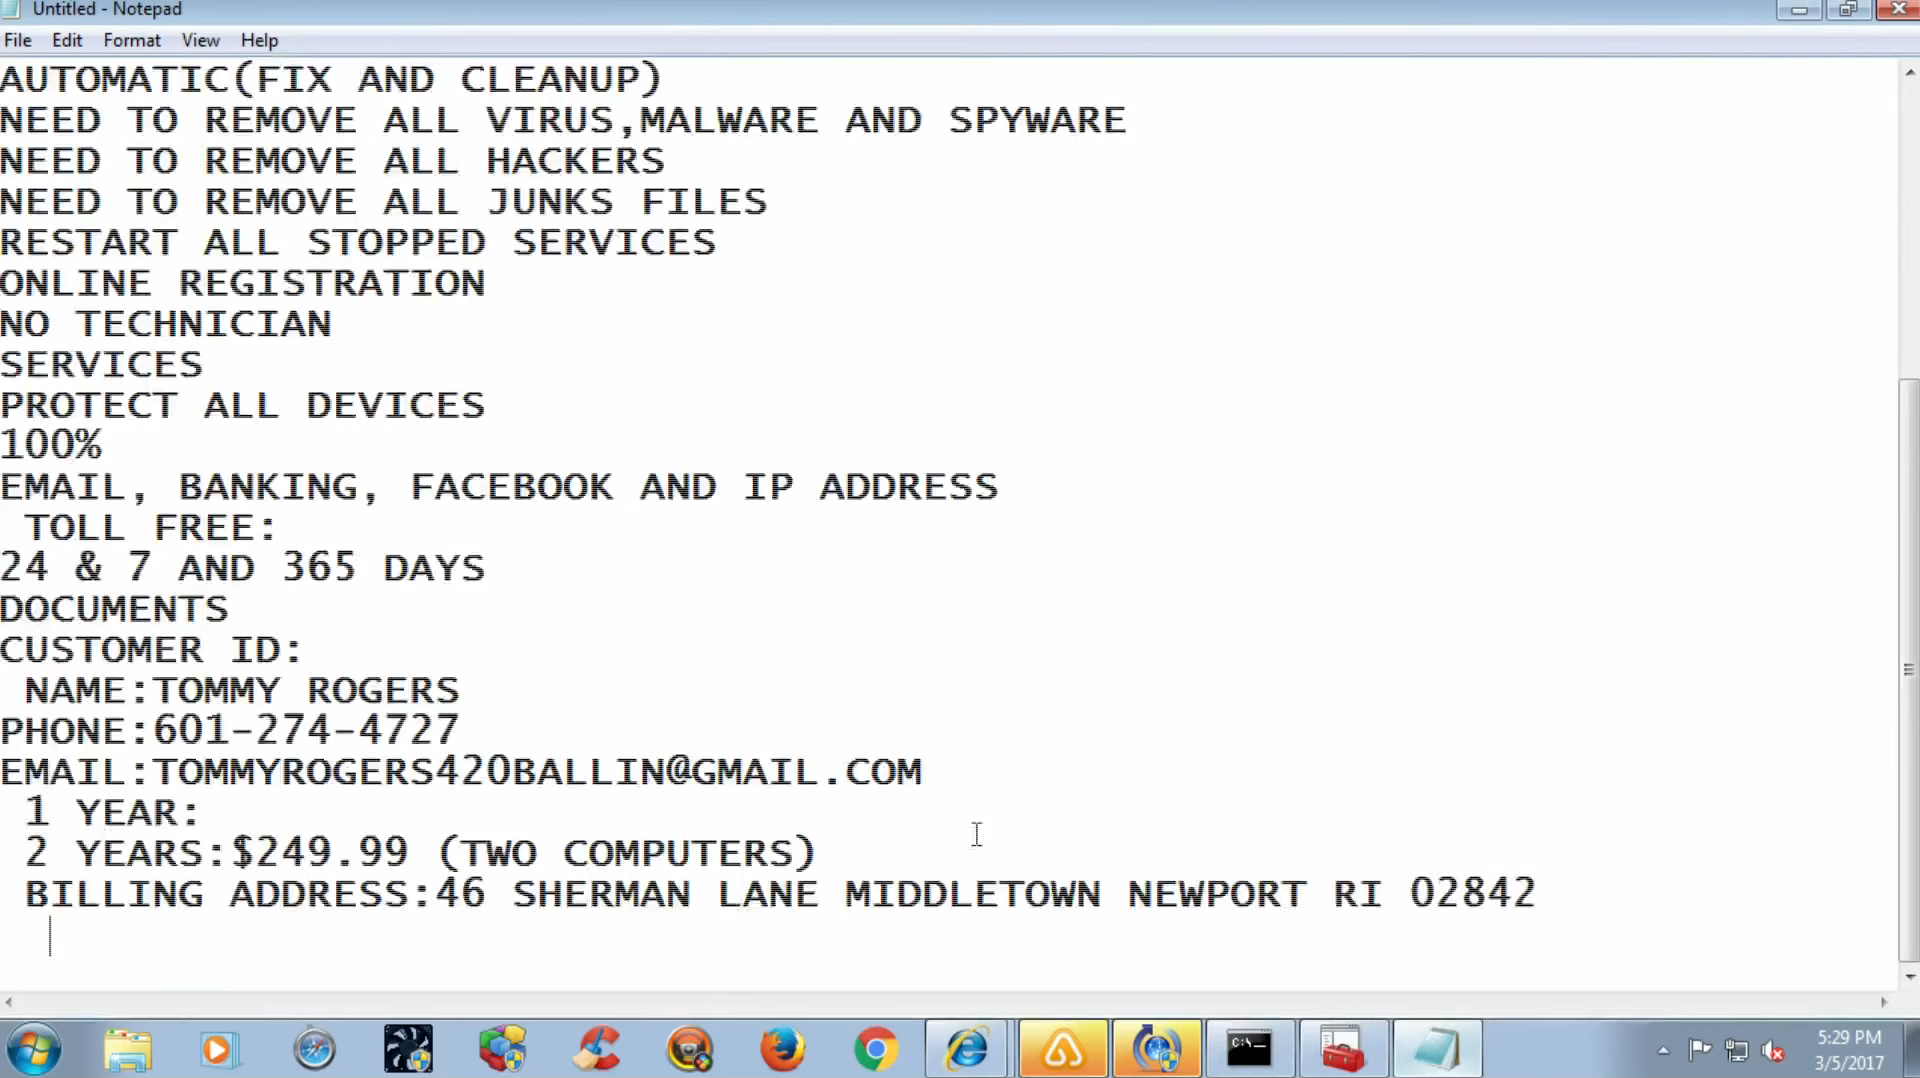 Untitled - Notepad
File Edit Format View Help
AUTOMATIC(FIX AND CLEANUP)
NEED TO REMOVE ALL VIRUS,MALWARE AND SPYWARE
NEED TO REMOVE ALL HACKERS
NEED TO REMOVE ALL JUNKS FILES
RESTART ALL STOPPED SERVICES
ONLINE REGISTRATION
NO TECHNICIAN
SERVICES
PROTECT ALL DEVICES
100%
EMAIL, BANKING, FACEBOOK AND IP ADDRESS
TOLL FREE:
24 & 7 AND 365 DAYS
DOCUMENTS
CUSTOMER ID:
NAME:TOMMY ROGERS
PHONE:601-274-4727
EMAIL:TOMMYROGERS420BALLIN@GMAIL.COM
1 YEAR:
2 YEARS:$249.99 (TWO COMPUTERS)
BILLING ADDRESS:46 SHERMAN LANE MIDDLETOWN NEWPORT RI 02842
C:\_
5:29 PM
3/5/2017